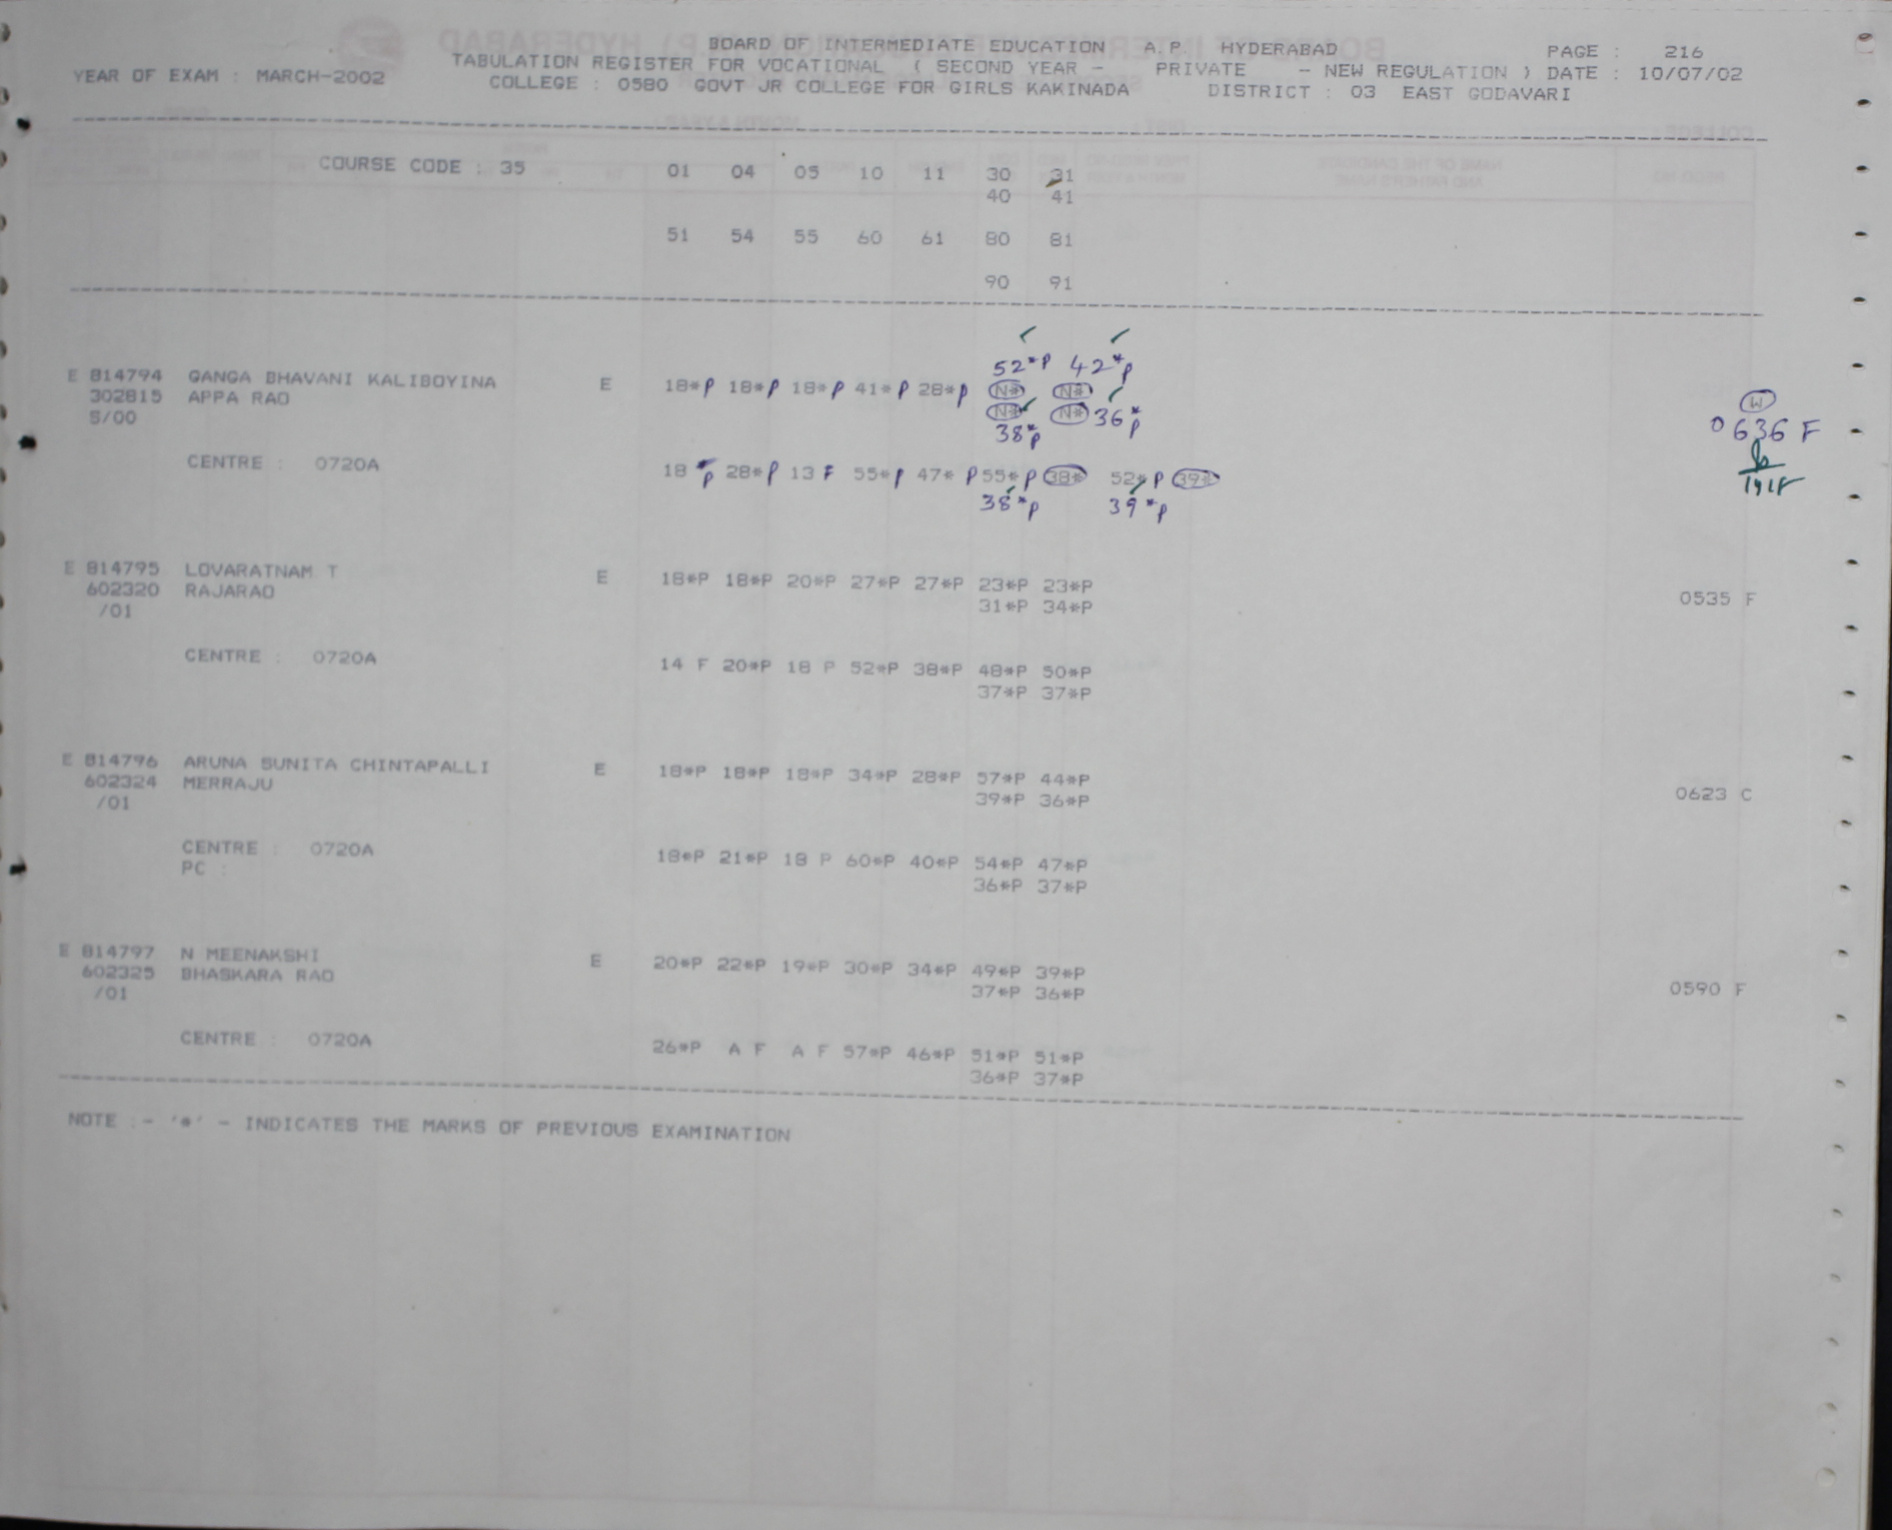 BOARD OF INTERMEDIATE EDUCATION A.P. HYDERABAD PAGE : 216
YEAR OF EXAM : MARCH-2002 TABULATION REGISTER FOR VOCATIONAL ( SECOND YEAR - PRIVATE - NEW REGULATION ) DATE : 10/07/02
COLLEGE : 0580 GOVT JR COLLEGE FOR GIRLS KAKINADA DISTRICT : 03 EAST GODAVARI
COURSE CODE : 35 01 04 05 10 11 30 31
40 41
51 54 55 60 61 80 81
90 91
52*P 42*P
E 814794 GANGA BHAVANI KALIBOYINA E 18*P 18*P 18*P 41*P 28*P N* N*
302815 APPA RAO N* N* 36*P W
S/00 38*P 0636 F
CENTRE : 0720A 18*P 28*P 13 F 55*P 47*P 55*P 38* 52*P 39*
38*P 39*P
E 814795 LOVARATNAM T E 18*P 18*P 20*P 27*P 27*P 23*P 23*P
602320 RAJARAO 31*P 34*P 0535 F
/01
CENTRE : 0720A 14 F 20*P 18 P 52*P 38*P 48*P 50*P
37*P 37*P
E 814796 ARUNA SUNITA CHINTAPALLI E 18*P 18*P 18*P 34*P 28*P 57*P 44*P
602324 MERRAJU 39*P 36*P 0623 C
/01
CENTRE : 0720A 18*P 21*P 18 P 60*P 40*P 54*P 47*P
PC : 36*P 37*P
E 814797 N MEENAKSHI E 20*P 22*P 19*P 30*P 34*P 49*P 39*P
602325 BHASKARA RAO 37*P 36*P 0590 F
/01
CENTRE : 0720A 26*P A F A F 57*P 46*P 51*P 51*P
36*P 37*P
NOTE :- '*' - INDICATES THE MARKS OF PREVIOUS EXAMINATION